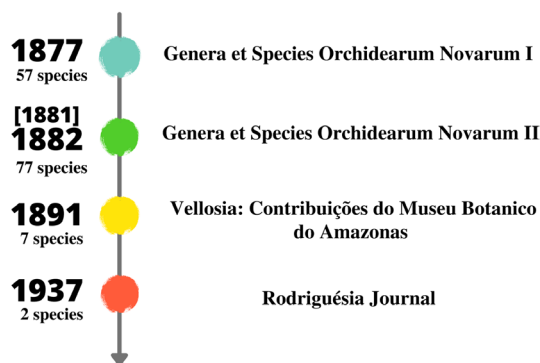 1877
57 species
Genera et Species Orchidearum Novarum I
[1881]
1882
77 species
Genera et Species Orchidearum Novarum II
1891
7 species
Vellosia: Contribuições do Museu Botanico
do Amazonas
1937
2 species
Rodriguésia Journal